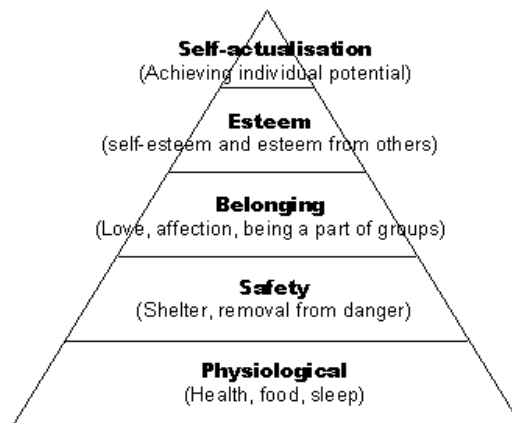 Self-actualisation
(Achieving individual potential)
Esteem
(self-esteem and esteem from others)
Belonging
(Love, affection, being a part of groups)
Safety
(Shelter, removal from danger)
Physiological
(Health, food, sleep)